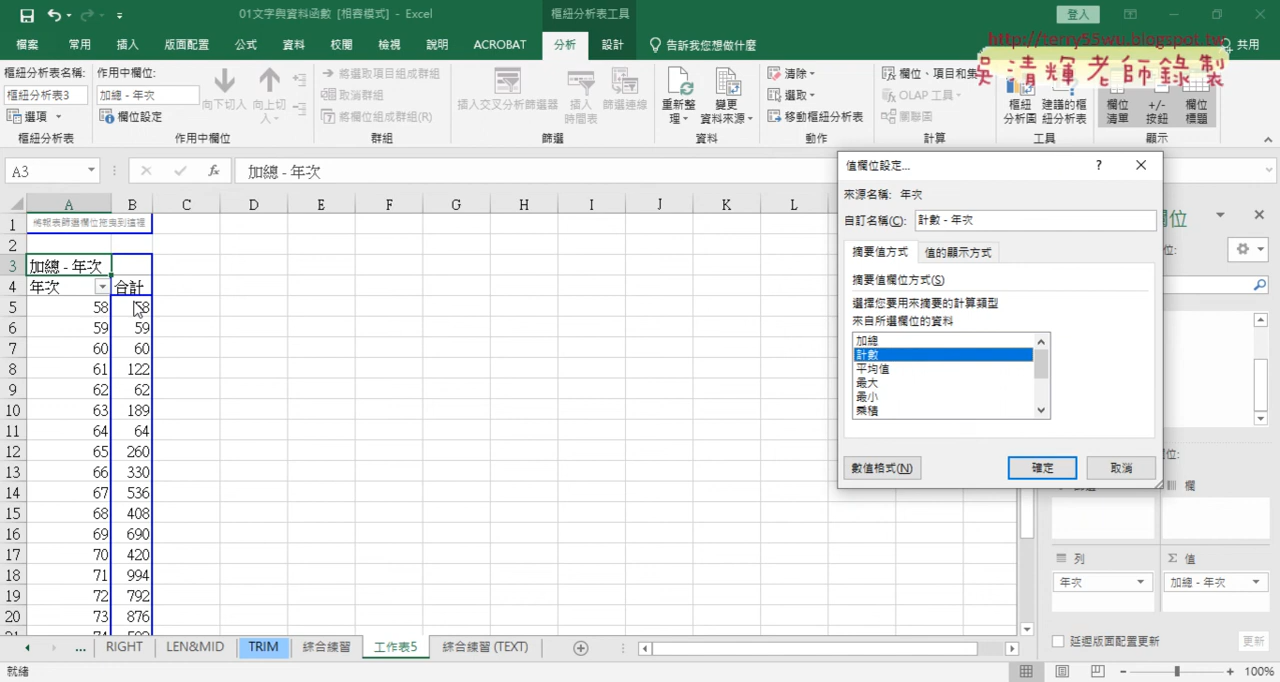 01文字與資料函數 [相容模式] - Excel
樞紐分析表工具
登入
檔案 常用 插入 版面配置 公式 資料 校閱 檢視 說明 ACROBAT 分析 設計 告訴我您想做什麼 共用
http://terry55wu.blogspot.tw
吳清輝老師錄製
樞紐分析表名稱: 作用中欄位:
樞紐分析表3 加總 - 年次
選項 欄位設定
向下切入 向上切入
將選取項目組成群組
取消群組
將欄位組成群組(R)
插入交叉分析篩選器 插入時間表 篩選連線
重新整理 變更資料來源
清除
選取
移動樞紐分析表
欄位、項目和集
OLAP 工具
關聯圖
樞紐分析圖 建議的樞紐分析表
欄位清單 +/- 按鈕 欄位標題
樞紐分析表 作用中欄位 群組 篩選 資料 動作 計算 工具 顯示
A3 fx 加總 - 年次
A B C D E F G H I J K L
1 將報表篩選欄位拖曳到這裡
2
3 加總 - 年次
4 年次 合計
5 58 58
6 59 59
7 60 60
8 61 122
9 62 62
10 63 189
11 64 64
12 65 260
13 66 330
14 67 536
15 68 408
16 69 690
17 70 420
18 71 994
19 72 792
20 73 876
值欄位設定...
? ×
來源名稱: 年次
自訂名稱(C): 計數 - 年次
摘要值方式 值的顯示方式
摘要值欄位方式(S)
選擇您要用來摘要的計算類型
來自所選欄位的資料
加總
計數
平均值
最大
最小
乘積
數值格式(N) 確定 取消
欄
列 Σ 值
年次 加總 - 年次
延遲版面配置更新 更新
... RIGHT LEN&MID TRIM 綜合練習 工作表5 綜合練習 (TEXT)
就緒
100%